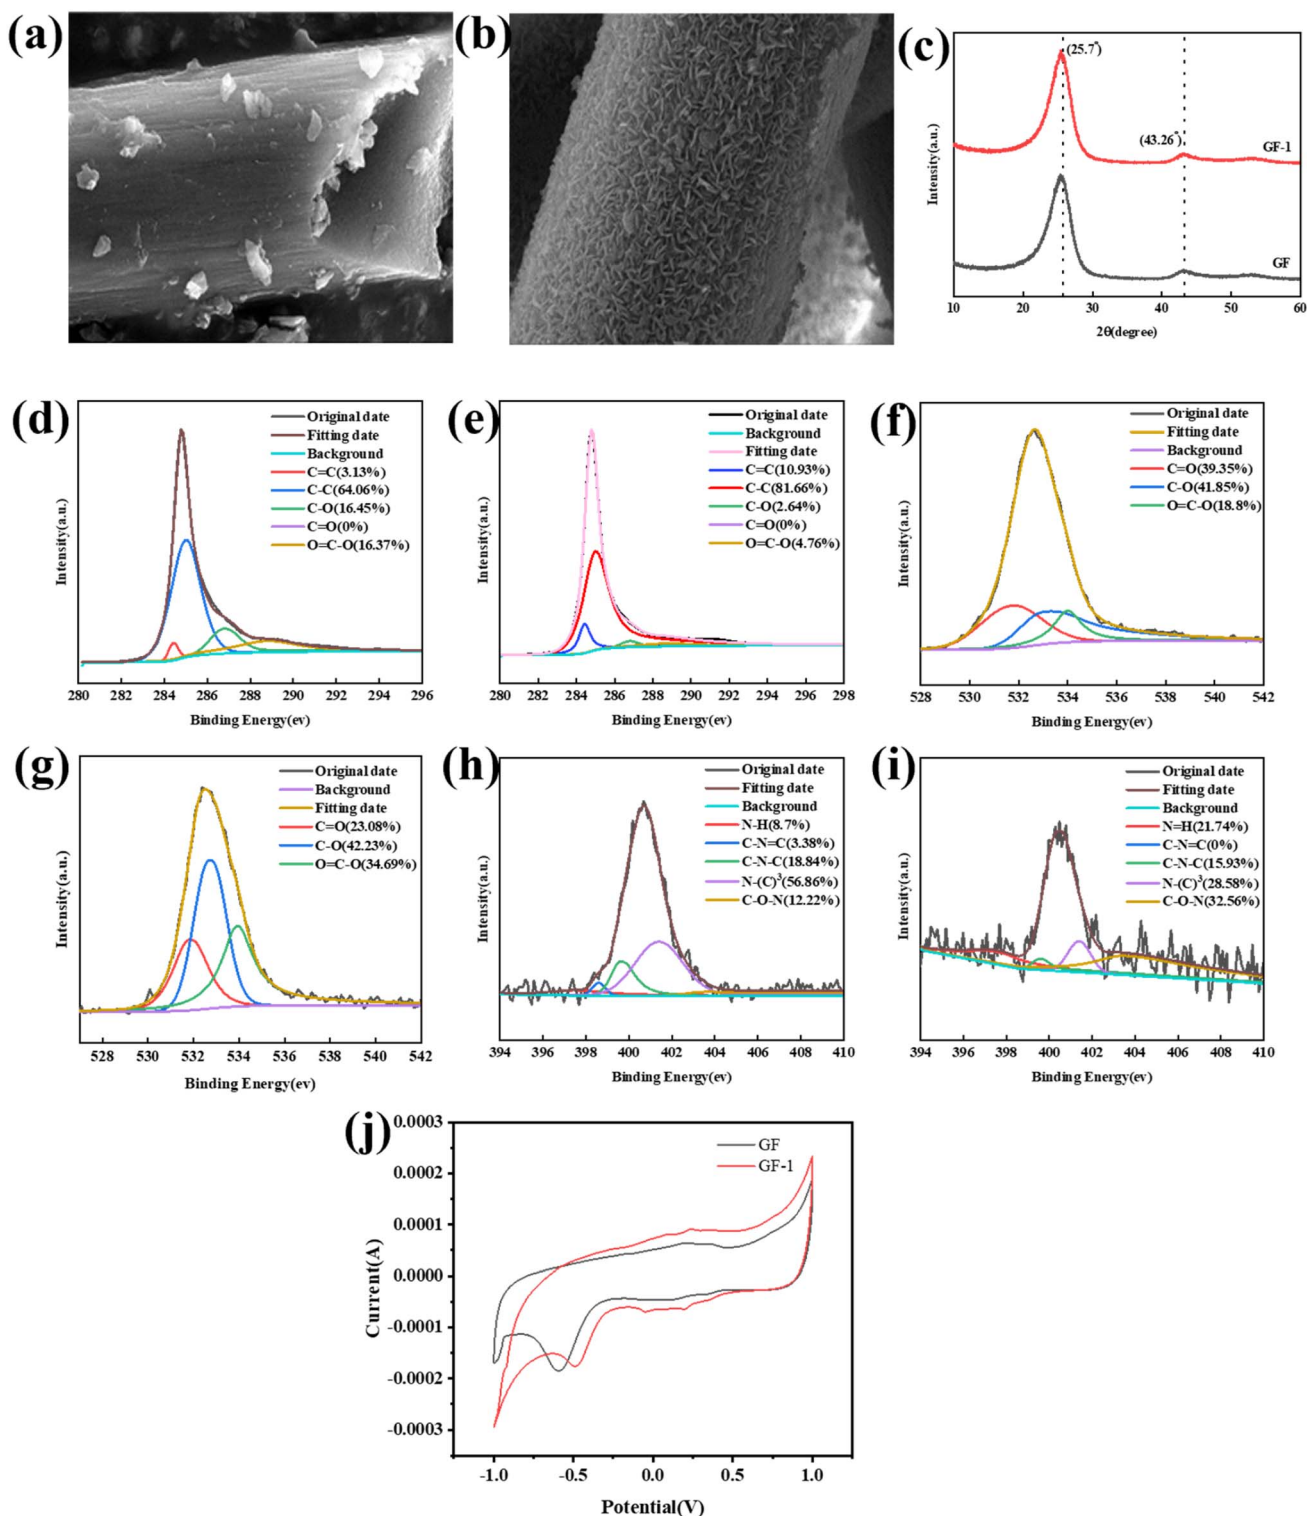 (a)
(b)
(c)
(25.7°)
(43.26°)
GF-1
GF
Intensity(a.u.)
10 20 30 40 50 60
2θ(degree)
(d)
Original date
Fitting date
Background
C=C(3.13%)
C-C(64.06%)
C-O(16.45%)
C=O(0%)
O=C-O(16.37%)
Intensity(a.u.)
280 282 284 286 288 290 292 294 296
Binding Energy(ev)
(e)
Original date
Background
Fitting date
C=C(10.93%)
C-C(81.66%)
C-O(2.64%)
C=O(0%)
O=C-O(4.76%)
Intensity(a.u.)
280 282 284 286 288 290 292 294 296 298
Binding Energy(ev)
(f)
Original date
Fitting date
Background
C=O(39.35%)
C-O(41.85%)
O=C-O(18.8%)
Intensity(a.u.)
528 530 532 534 536 538 540 542
Binding Energy(ev)
(g)
Original date
Background
Fitting date
C=O(23.08%)
C-O(42.23%)
O=C-O(34.69%)
Intensity(a.u.)
528 530 532 534 536 538 540 542
Binding Energy(ev)
(h)
Original date
Fitting date
Background
N-H(8.7%)
C-N=C(3.38%)
C-N-C(18.84%)
N-(C)³(56.86%)
C-O-N(12.22%)
Intensity(a.u.)
394 396 398 400 402 404 406 408 410
Binding Energy(ev)
(i)
Original date
Fitting date
Background
N=H(21.74%)
C-N=C(0%)
C-N-C(15.93%)
N-(C)³(28.58%)
C-O-N(32.56%)
Intensity(a.u.)
394 396 398 400 402 404 406 408 410
Binding Energy(ev)
(j)
GF
GF-1
Current(A)
0.0003
0.0002
0.0001
0.0000
-0.0001
-0.0002
-0.0003
-1.0 -0.5 0.0 0.5 1.0
Potential(V)